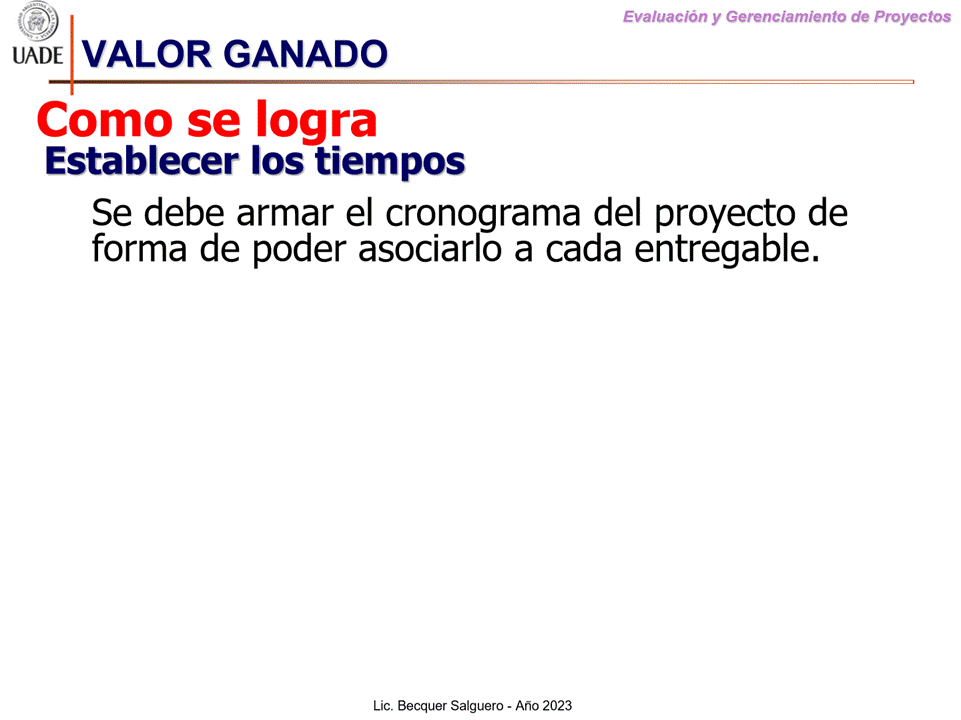 Evaluación y Gerenciamiento de Proyectos
UADE
VALOR GANADO
Como se logra
Establecer los tiempos
Se debe armar el cronograma del proyecto de
forma de poder asociarlo a cada entregable.
Lic. Becquer Salguero - Año 2023